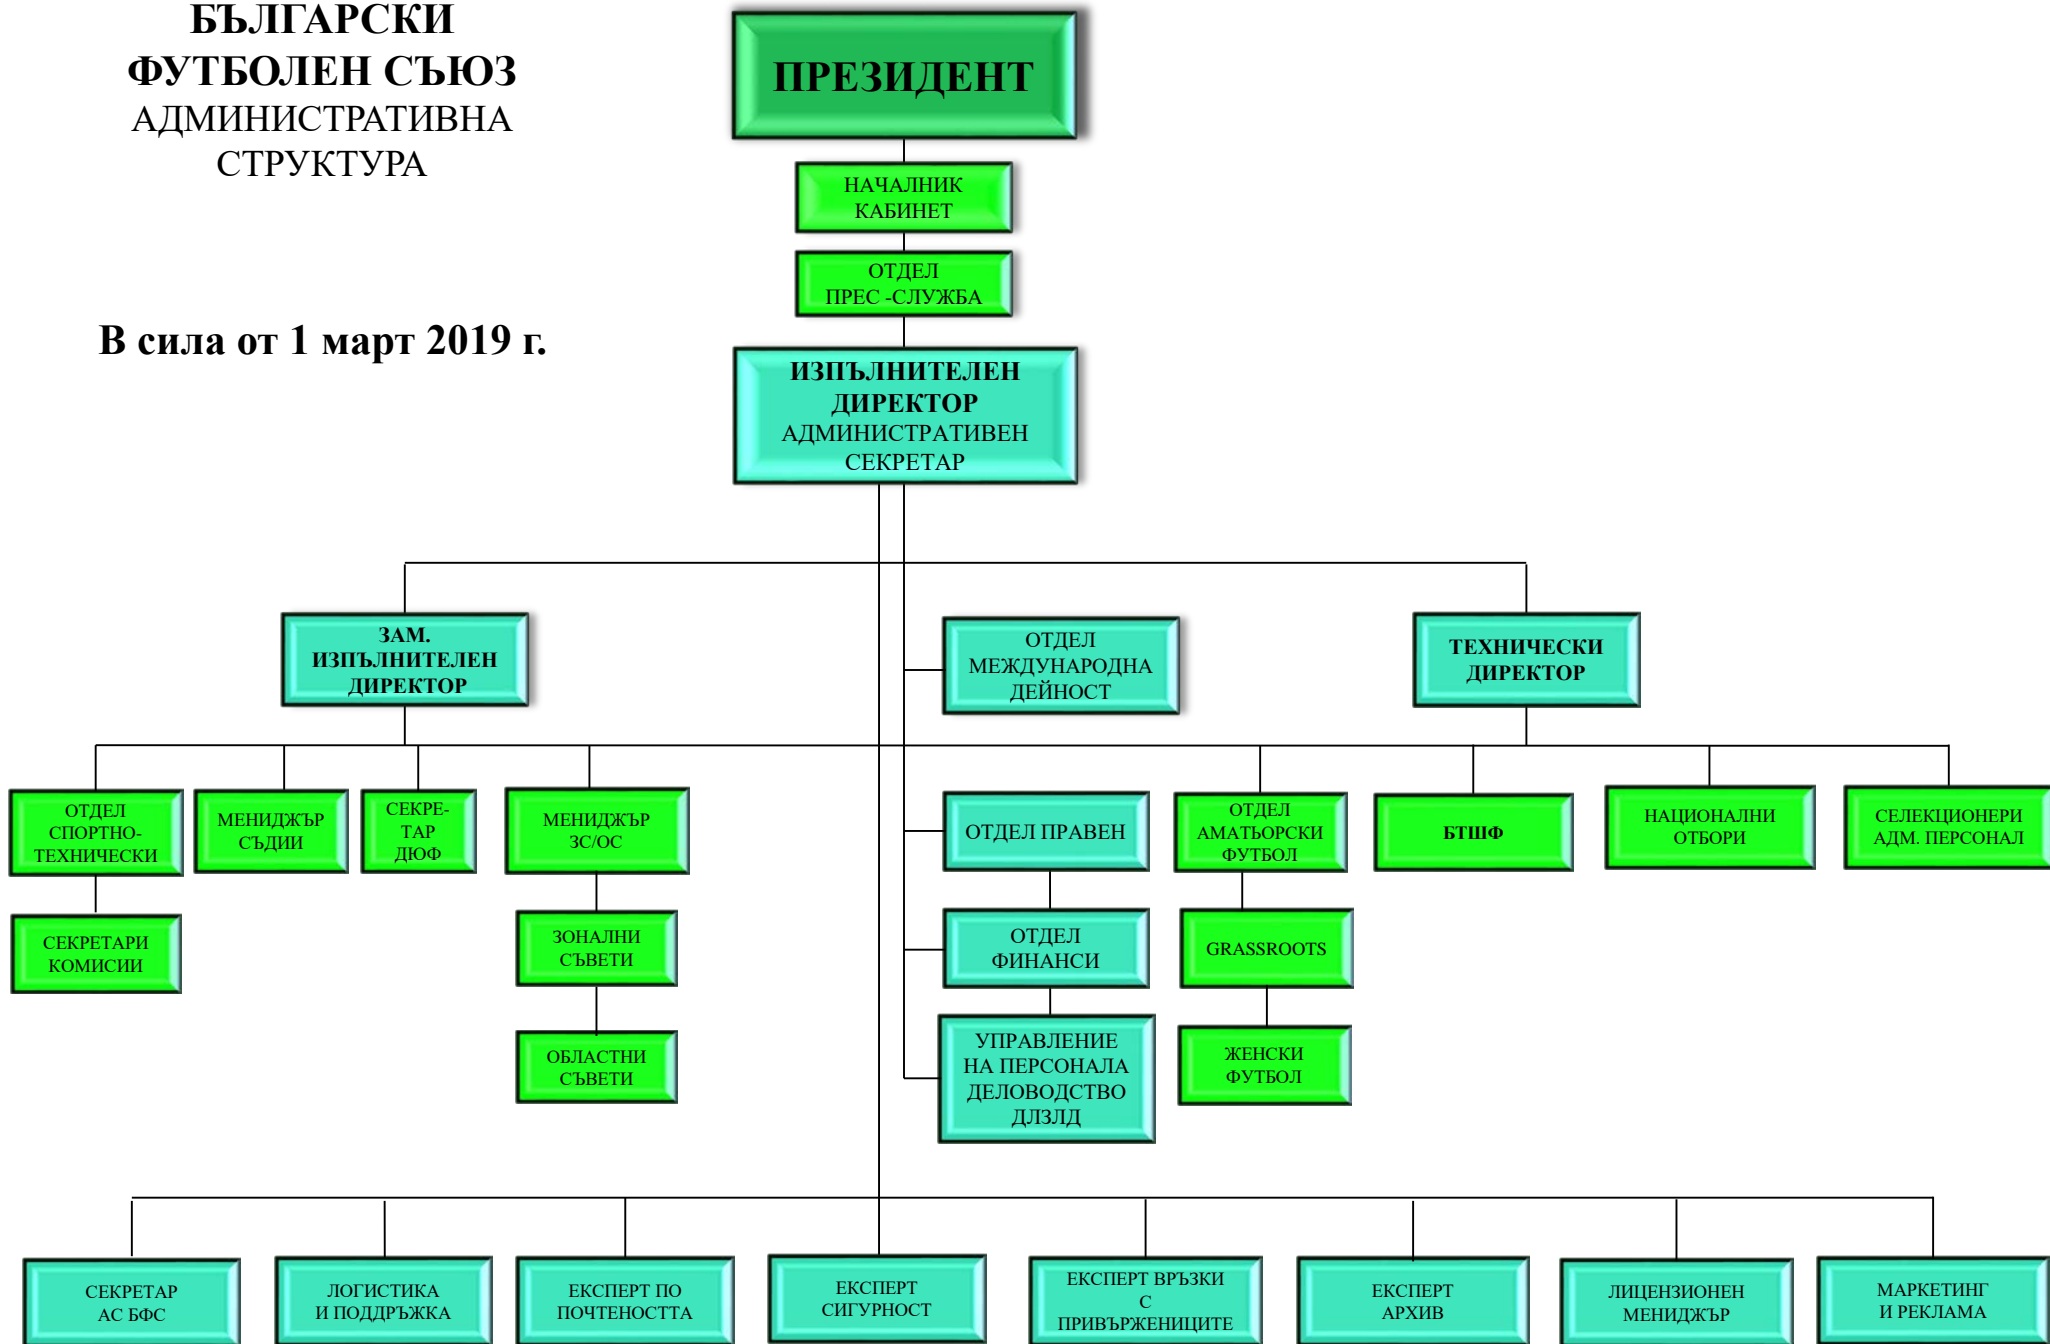 БЪЛГАРСКИ
ФУТБОЛЕН СЪЮЗ
АДМИНИСТРАТИВНА
СТРУКТУРА
В сила от 1 март 2019 г.
ПРЕЗИДЕНТ
НАЧАЛНИК
КАБИНЕТ
ОТДЕЛ
ПРЕС -СЛУЖБА
ИЗПЪЛНИТЕЛЕН
ДИРЕКТОР
АДМИНИСТРАТИВЕН
СЕКРЕТАР
ЗАМ.
ИЗПЪЛНИТЕЛЕН
ДИРЕКТОР
ОТДЕЛ
МЕЖДУНАРОДНА
ДЕЙНОСТ
ТЕХНИЧЕСКИ
ДИРЕКТОР
ОТДЕЛ
СПОРТНО-
ТЕХНИЧЕСКИ
МЕНИДЖЪР
СЪДИИ
СЕКРЕ-
ТАР
ДЮФ
МЕНИДЖЪР
ЗС/ОС
ОТДЕЛ ПРАВЕН
ОТДЕЛ
АМАТЬОРСКИ
ФУТБОЛ
БТШФ
НАЦИОНАЛНИ
ОТБОРИ
СЕЛЕКЦИОНЕРИ
АДМ. ПЕРСОНАЛ
СЕКРЕТАРИ
КОМИСИИ
ЗОНАЛНИ
СЪВЕТИ
ОТДЕЛ
ФИНАНСИ
GRASSROOTS
ОБЛАСТНИ
СЪВЕТИ
УПРАВЛЕНИЕ
НА ПЕРСОНАЛА
ДЕЛОВОДСТВО
ДЛЗЛД
ЖЕНСКИ
ФУТБОЛ
СЕКРЕТАР
АС БФС
ЛОГИСТИКА
И ПОДДРЪЖКА
ЕКСПЕРТ ПО
ПОЧТЕНОСТТА
ЕКСПЕРТ
СИГУРНОСТ
ЕКСПЕРТ ВРЪЗКИ
С
ПРИВЪРЖЕНИЦИТЕ
ЕКСПЕРТ
АРХИВ
ЛИЦЕНЗИОНЕН
МЕНИДЖЪР
МАРКЕТИНГ
И РЕКЛАМА